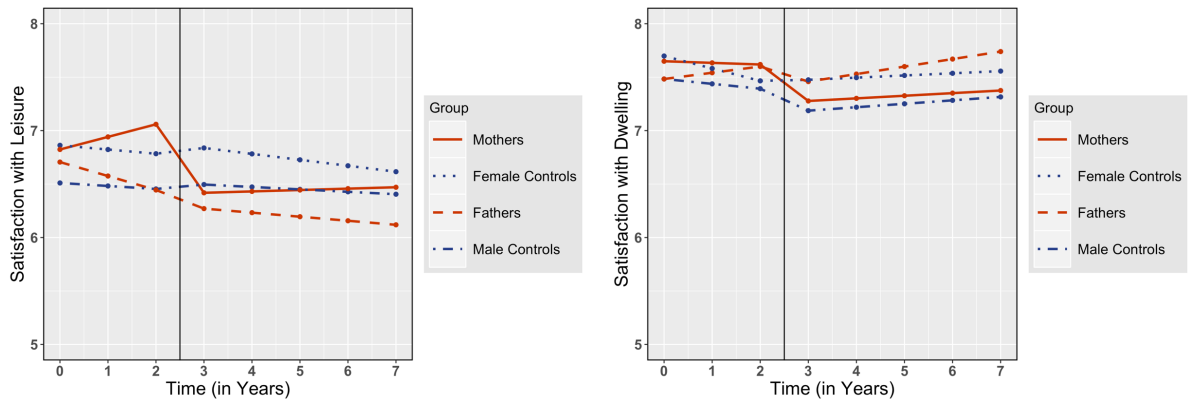 Satisfaction with Leisure
8
7
6
5
0 1 2 3 4 5 6 7
Time (in Years)
Group
Mothers
Female Controls
Fathers
Male Controls
Satisfaction with Dwelling
8
7
6
5
0 1 2 3 4 5 6 7
Time (in Years)
Group
Mothers
Female Controls
Fathers
Male Controls